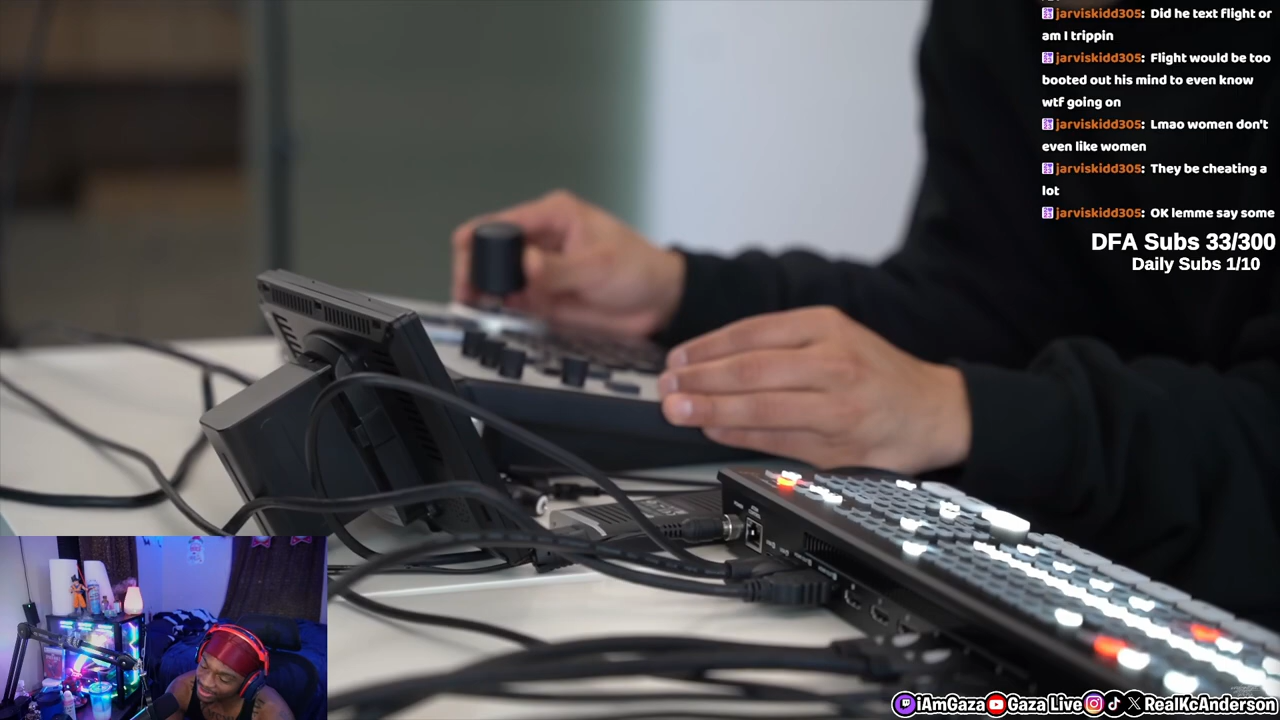 jarviskidd305: Did he text flight or
am I trippin
jarviskidd305: Flight would be too
booted out his mind to even know
wtf going on
jarviskidd305: Lmao women don't
even like women
jarviskidd305: They be cheating a
lot
jarviskidd305: OK lemme say some
DFA Subs 33/300
Daily Subs 1/10
iAmGaza Gaza Live RealKcAnderson